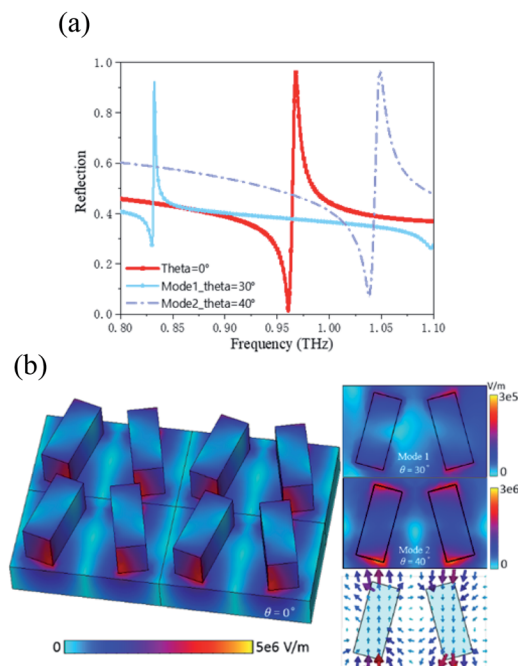 (a)
1.0
0.8
0.6
0.4
0.2
0.0
Reflection
Theta=0°
Mode1_theta=30°
Mode2_theta=40°
0.80 0.85 0.90 0.95 1.00 1.05 1.10
Frequency (THz)
(b)
V/m
3e5
0
Mode 1
θ = 30°
3e6
0
Mode 2
θ = 40°
θ = 0°
0 5e6 V/m